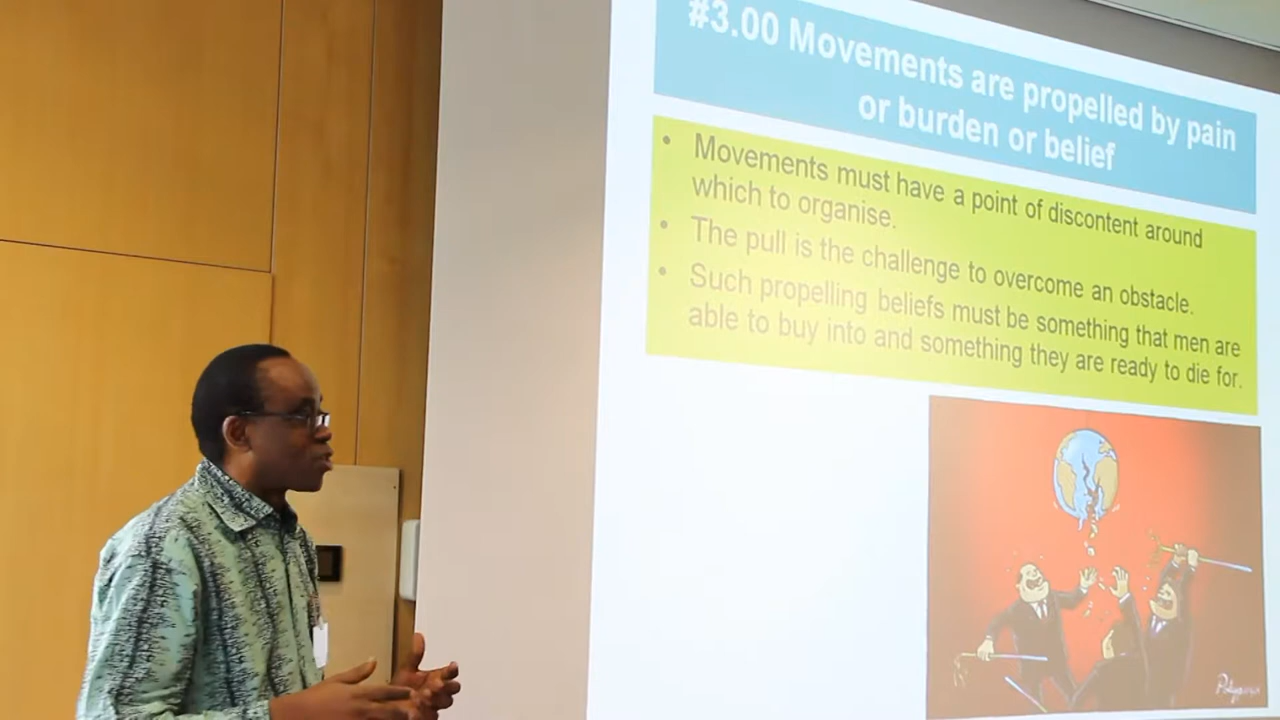 #3.00 Movements are propelled by pain
or burden or belief
• Movements must have a point of discontent around
which to organise.
• The pull is the challenge to overcome an obstacle.
• Such propelling beliefs must be something that men are
able to buy into and something they are ready to die for.